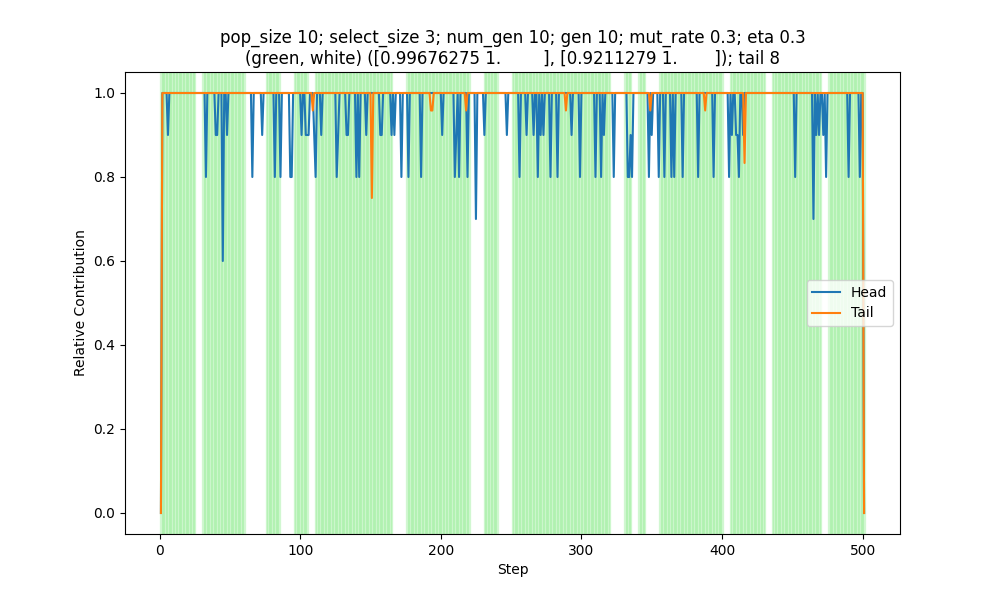 pop_size 10; select_size 3; num_gen 10; gen 10; mut_rate 0.3; eta 0.3
(green, white) ([0.99676275 1.        ], [0.9211279 1.        ]); tail 8
1.0
0.8
0.6
0.4
0.2
0.0
Relative Contribution
Head
Tail
0 100 200 300 400 500
Step